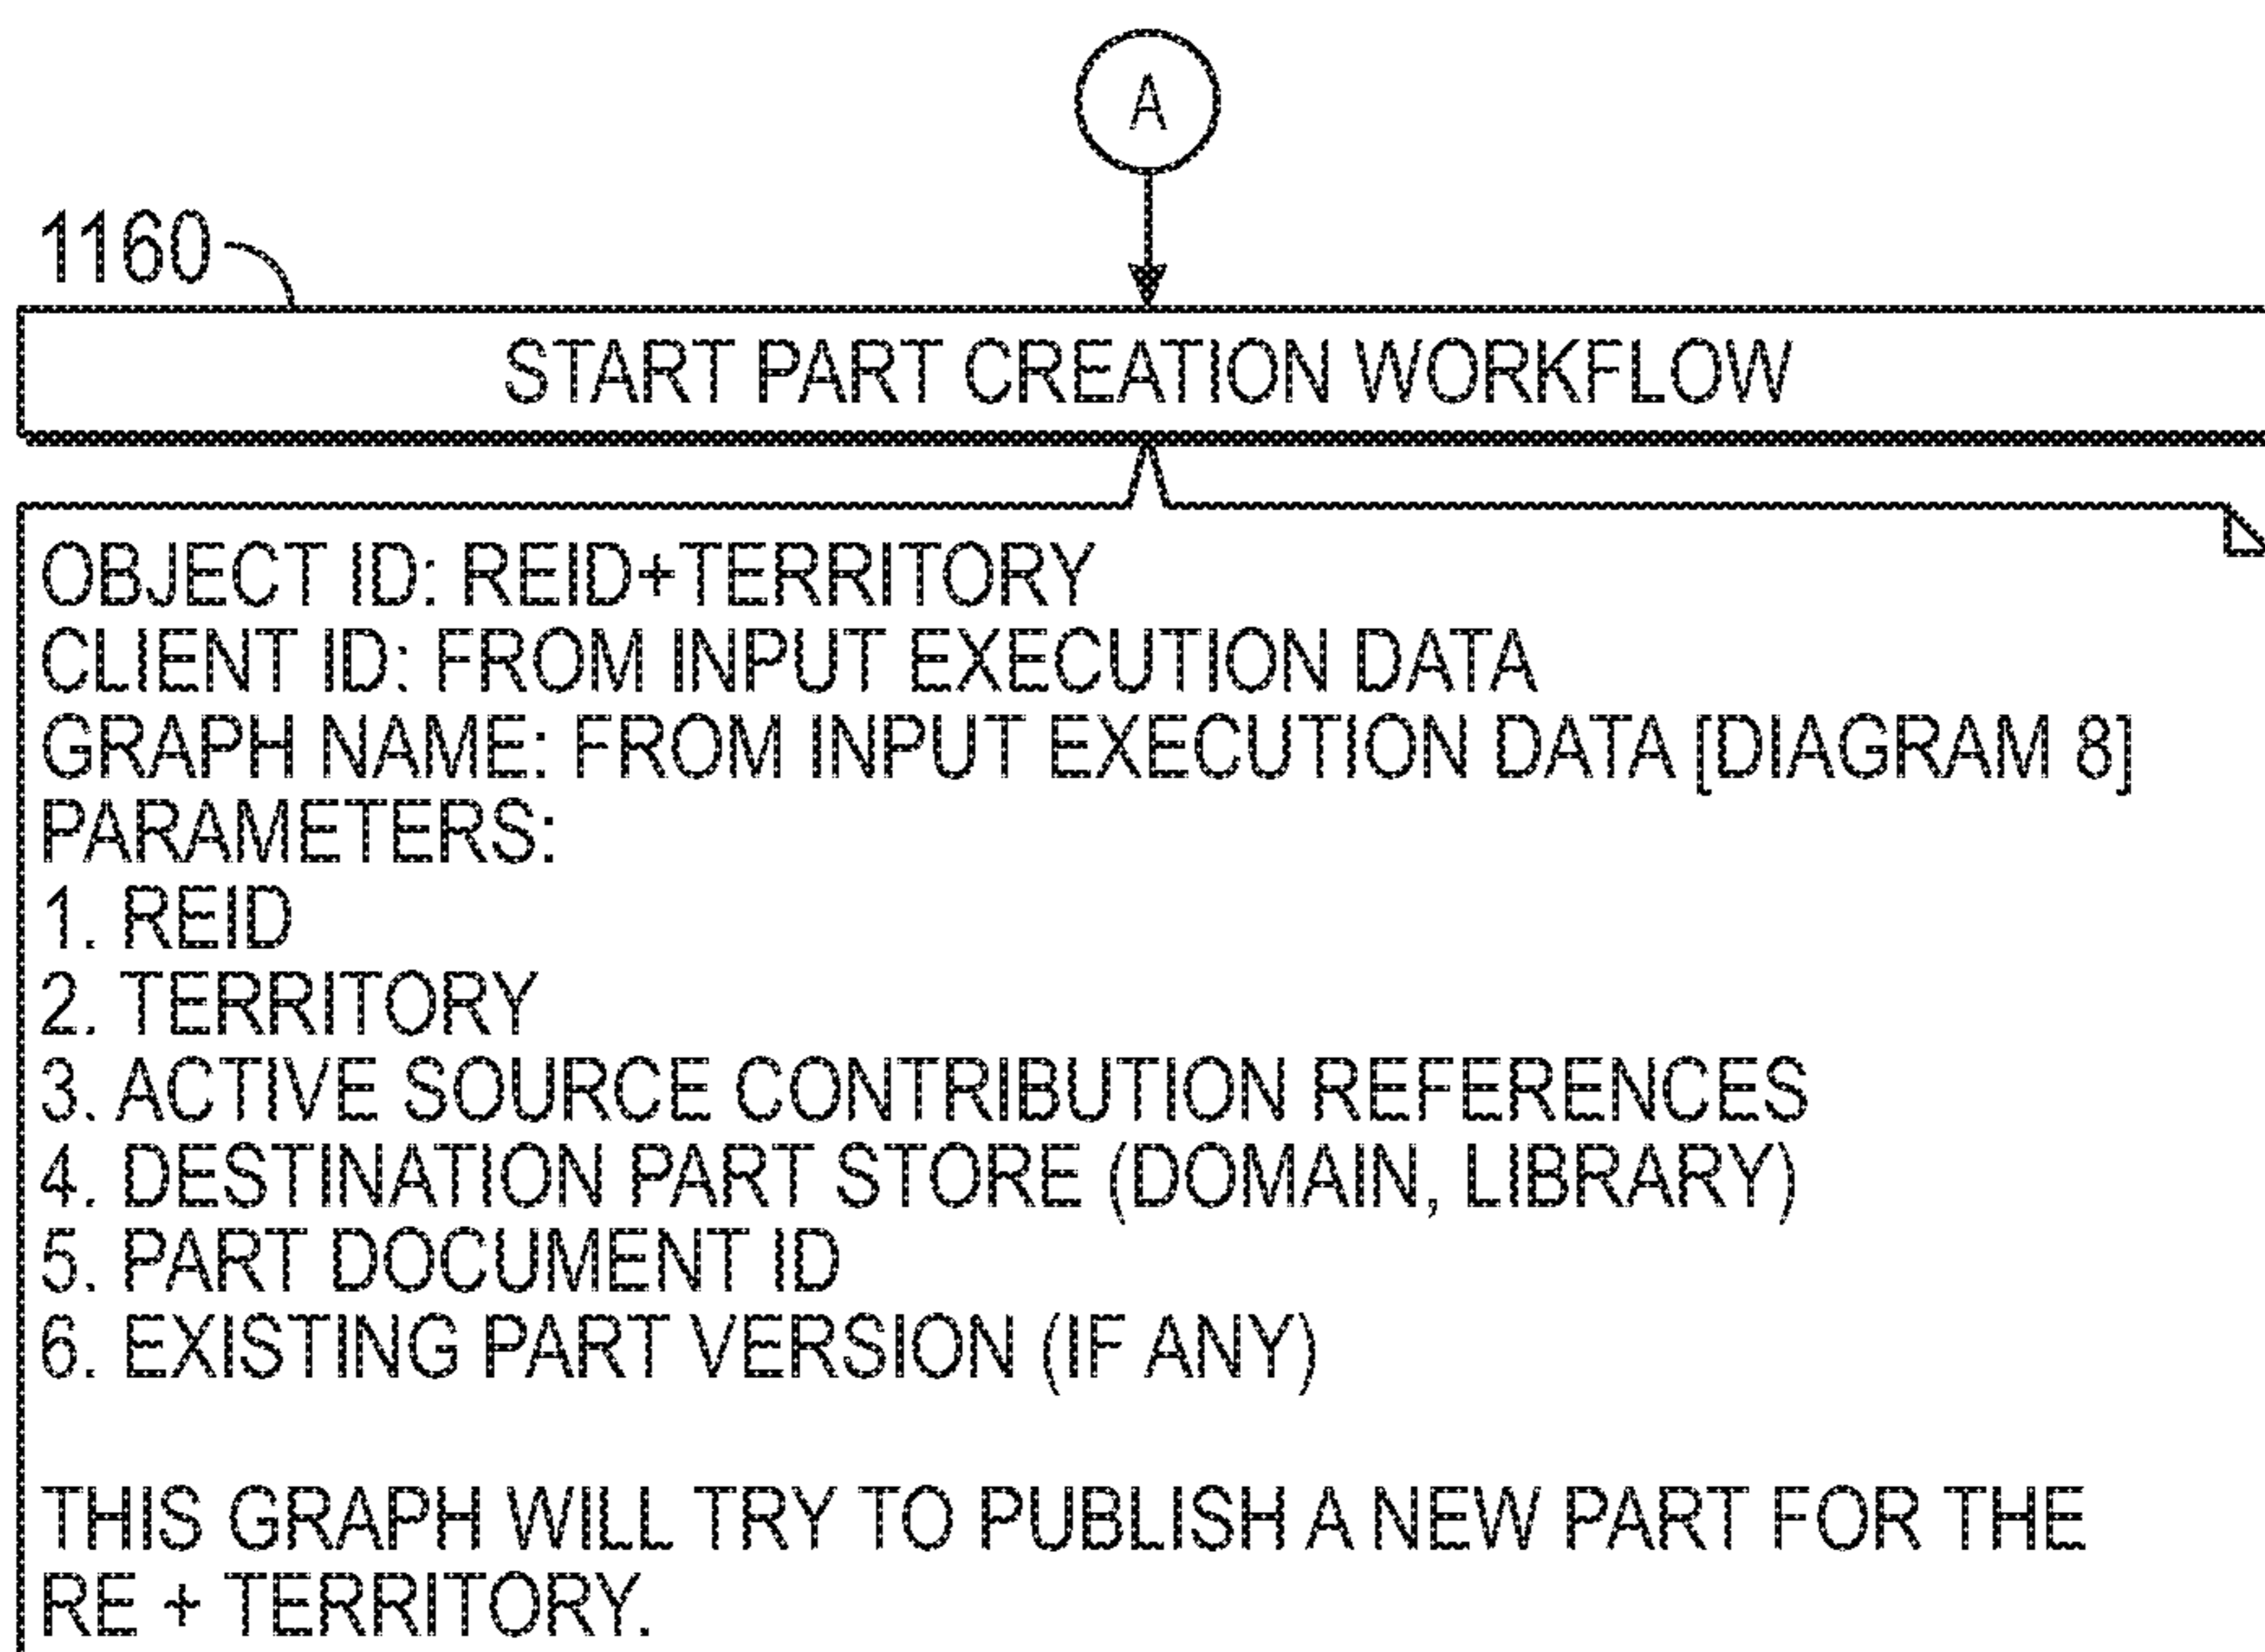 A
1160
START PART CREATION WORKFLOW
OBJECT ID: REID+TERRITORY
CLIENT ID: FROM INPUT EXECUTION DATA
GRAPH NAME: FROM INPUT EXECUTION DATA [DIAGRAM 8]
PARAMETERS:
1. REID
2. TERRITORY
3. ACTIVE SOURCE CONTRIBUTION REFERENCES
4. DESTINATION PART STORE (DOMAIN, LIBRARY)
5. PART DOCUMENT ID
6. EXISTING PART VERSION (IF ANY)
THIS GRAPH WILL TRY TO PUBLISH A NEW PART FOR THE
RE + TERRITORY.